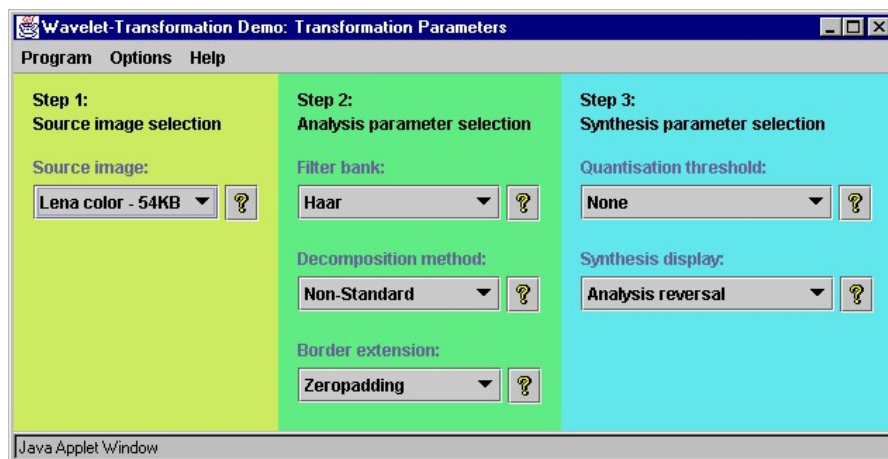 Wavelet-Transformation Demo: Transformation Parameters
Program Options Help
Step 1:
Source image selection
Source image:
Lena color - 54KB
?
Step 2:
Analysis parameter selection
Filter bank:
Haar
?
Decomposition method:
Non-Standard
?
Border extension:
Zeropadding
?
Step 3:
Synthesis parameter selection
Quantisation threshold:
None
?
Synthesis display:
Analysis reversal
?
Java Applet Window